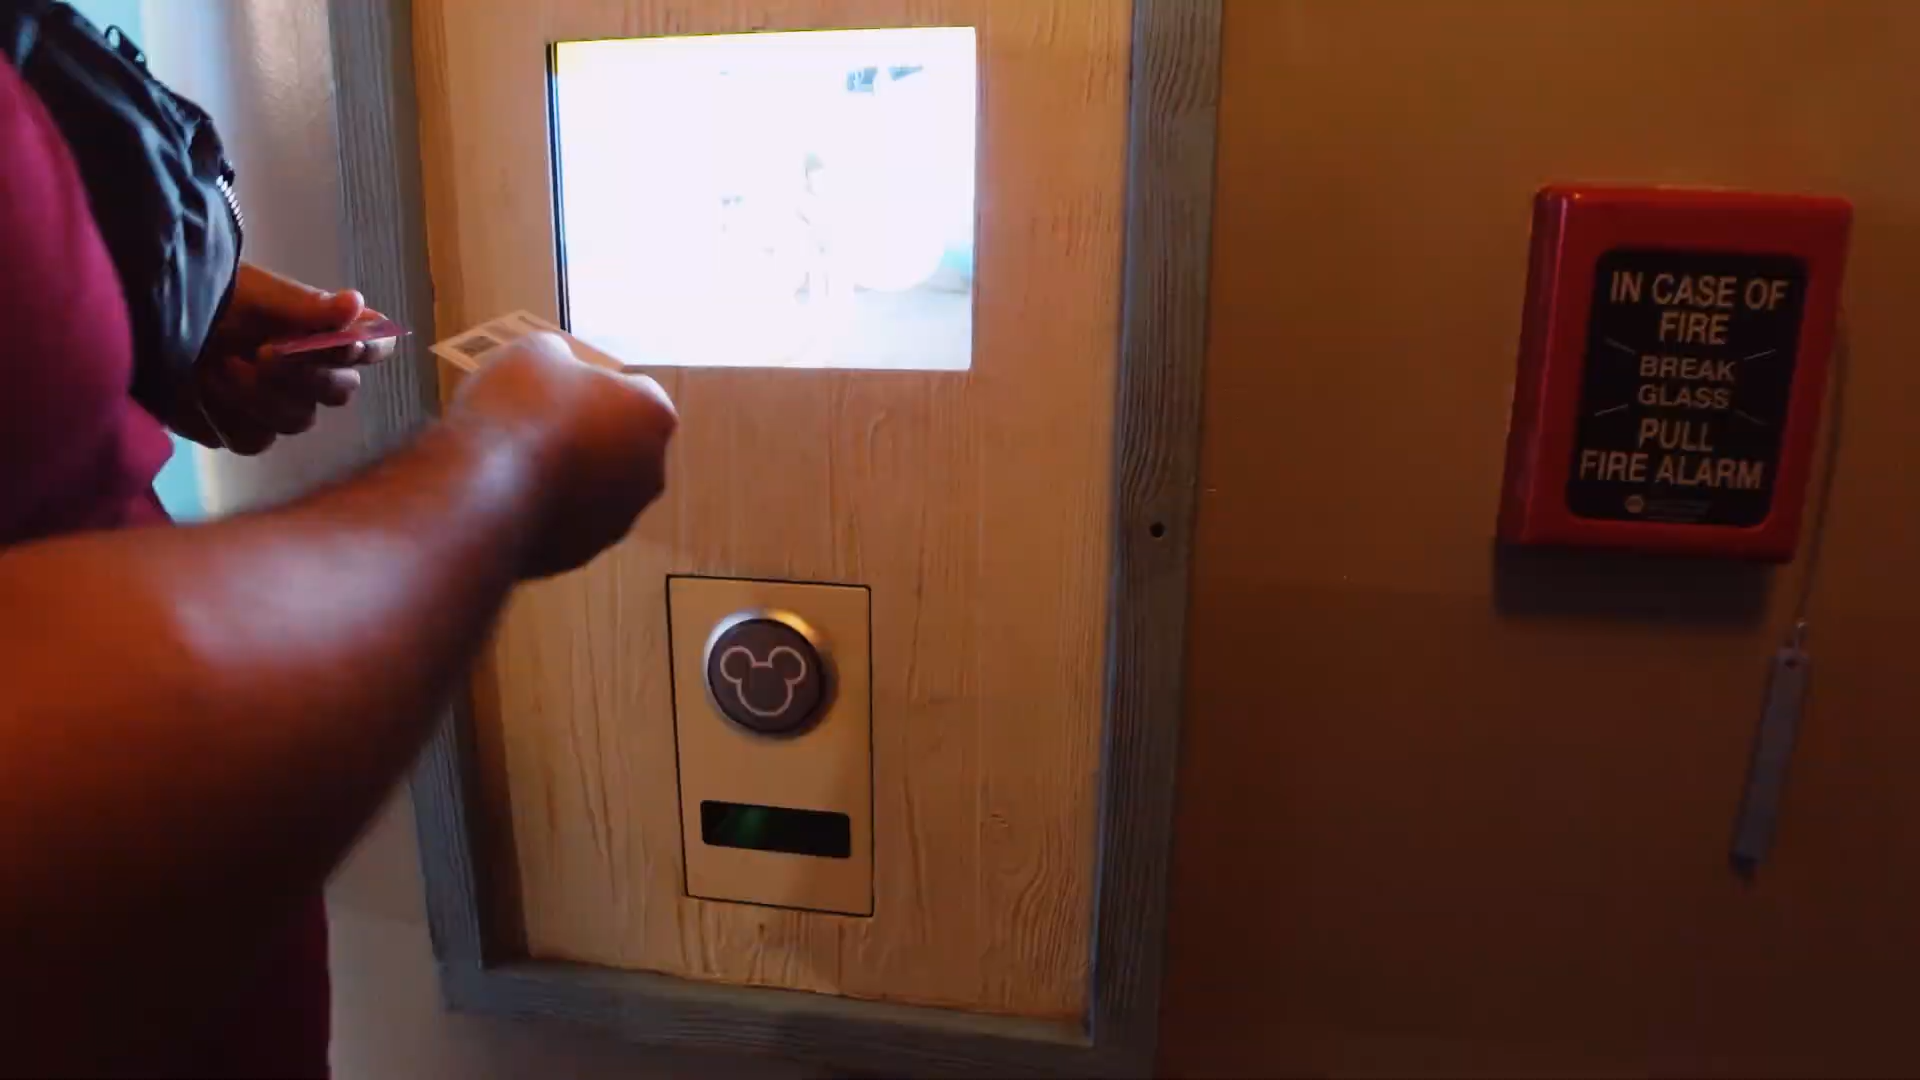 IN CASE OF
FIRE
BREAK
GLASS
PULL
FIRE ALARM